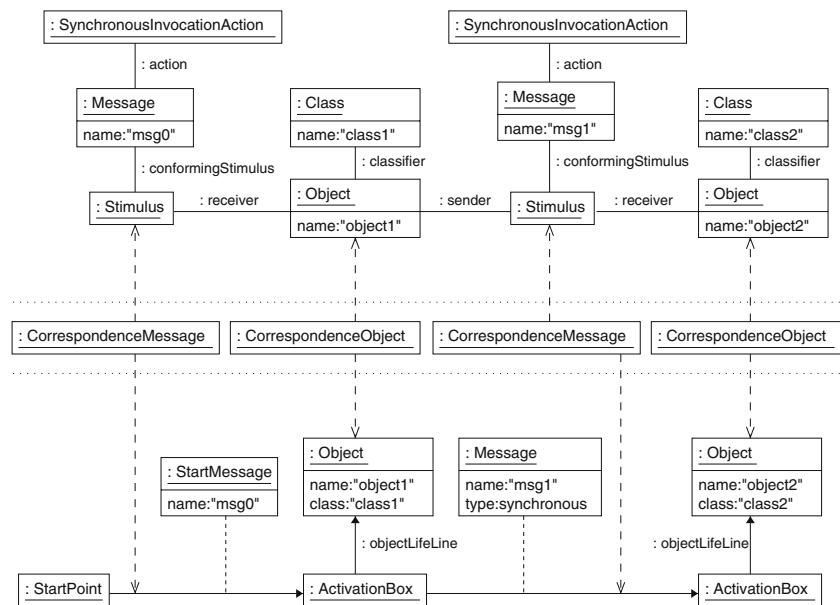 : SynchronousInvocationAction
: SynchronousInvocationAction
: action
: action
: Message
name:"msg0"
: Class
name:"class1"
: Message
name:"msg1"
: Class
name:"class2"
: conformingStimulus
: classifier
: conformingStimulus
: classifier
: Stimulus
: receiver
: Object
name:"object1"
: sender
: Stimulus
: receiver
: Object
name:"object2"
: CorrespondenceMessage
: CorrespondenceObject
: CorrespondenceMessage
: CorrespondenceObject
: StartMessage
name:"msg0"
: Object
name:"object1"
class:"class1"
: Message
name:"msg1"
type:synchronous
: Object
name:"object2"
class:"class2"
: objectLifeLine
: objectLifeLine
: StartPoint
: ActivationBox
: ActivationBox